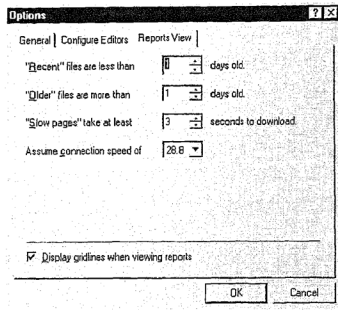 Options
General Configure Editors Reports View
"Recent" files are less than 1 days old.
"Older" files are more than 1 days old.
"Slow pages" take at least 3 seconds to download.
Assume connection speed of 28.8
Display gridlines when viewing reports
OK Cancel